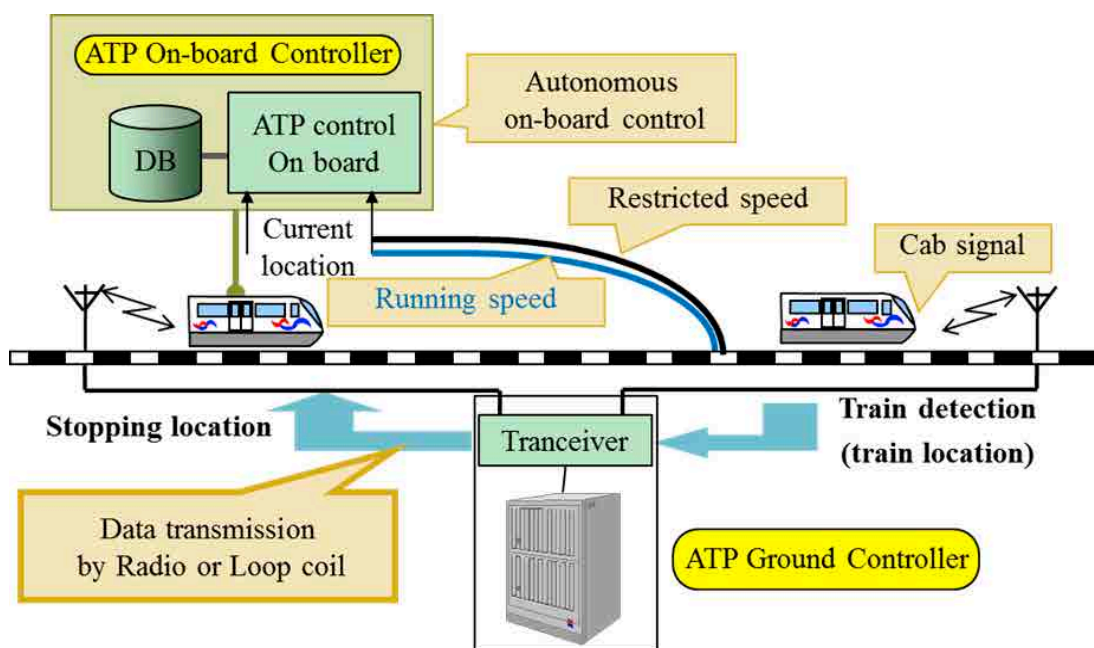 ATP On-board Controller
DB
ATP control
On board
Autonomous
on-board control
Current
location
Restricted speed
Running speed
Cab signal
Stopping location
Train detection
(train location)
Tranceiver
Data transmission
by Radio or Loop coil
ATP Ground Controller